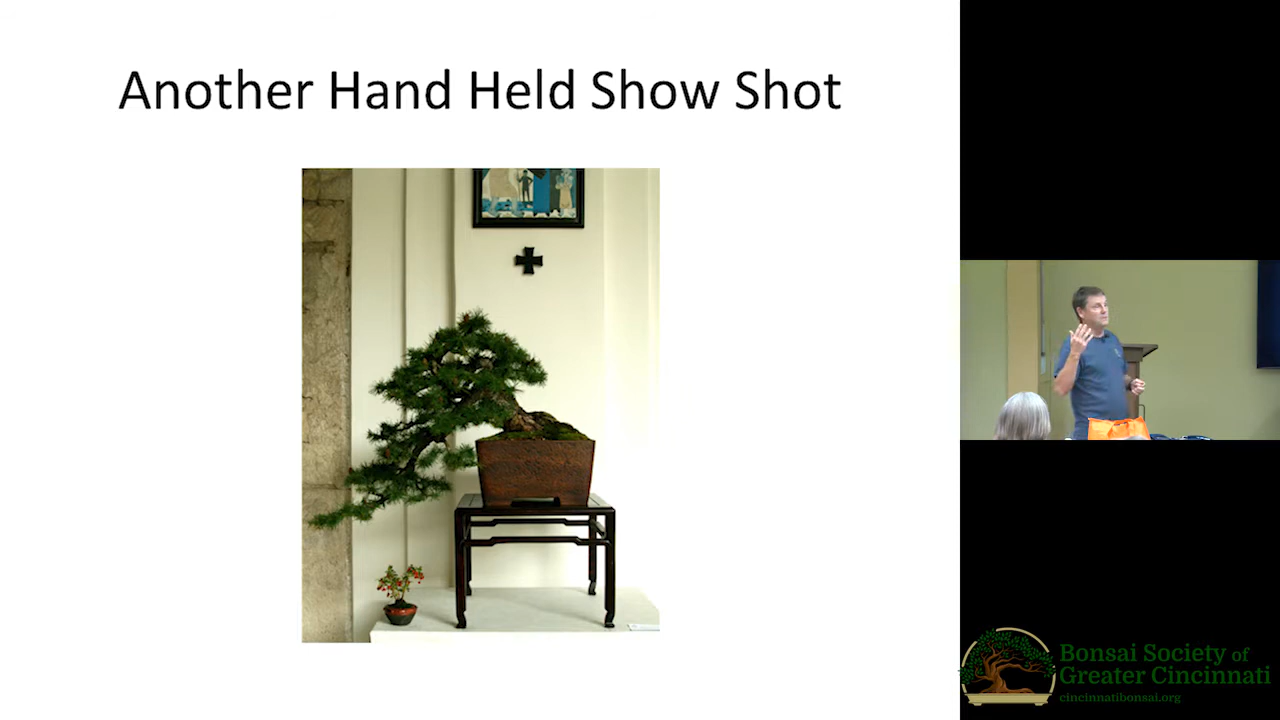 Another Hand Held Show Shot
Bonsai Society of
Greater Cincinnati
cincinnatibonsai.org